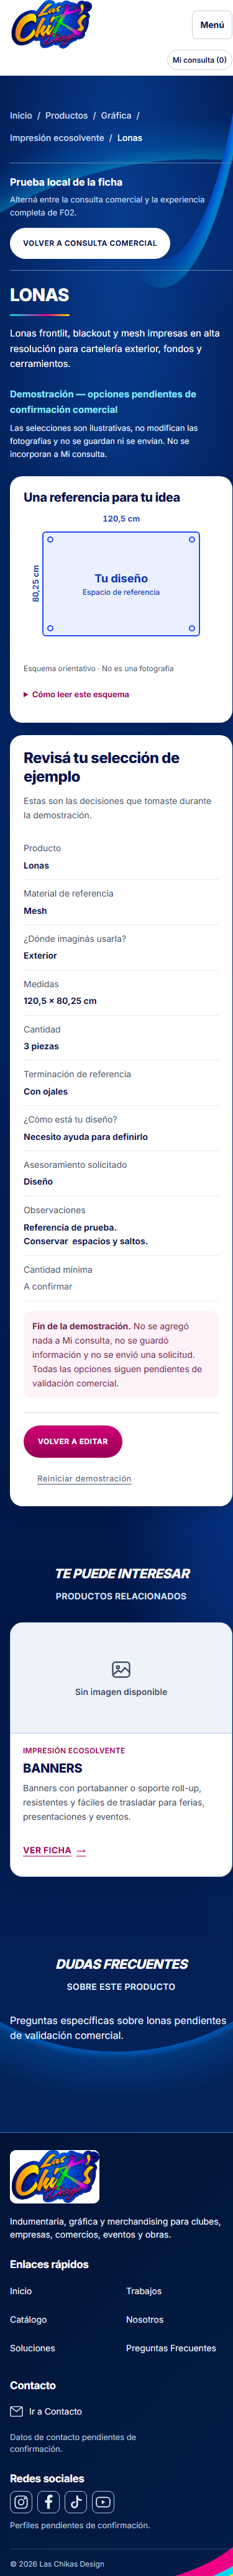 Las ChiKs'
Design
Menú
Mi consulta (0)
Inicio / Productos / Gráfica /
Impresión ecosolvente / Lonas
Prueba local de la ficha
Alterná entre la consulta comercial y la experiencia
completa de F02.
VOLVER A CONSULTA COMERCIAL
LONAS
Lonas frontlit, blackout y mesh impresas en alta
resolución para cartelería exterior, fondos y
cerramientos.
Demostración — opciones pendientes de
confirmación comercial
Las selecciones son ilustrativas, no modifican las
fotografías y no se guardan ni se envían. No se
incorporan a Mi consulta.
Una referencia para tu idea
120,5 cm
80,25 cm
Tu diseño
Espacio de referencia
Esquema orientativo · No es una fotografía
Cómo leer este esquema
Revisá tu selección de
ejemplo
Estas son las decisiones que tomaste durante
la demostración.
Producto
Lonas
Material de referencia
Mesh
¿Dónde imaginás usarla?
Exterior
Medidas
120,5 × 80,25 cm
Cantidad
3 piezas
Terminación de referencia
Con ojales
¿Cómo está tu diseño?
Necesito ayuda para definirlo
Asesoramiento solicitado
Diseño
Observaciones
Referencia de prueba.
Conservar  espacios y saltos.
Cantidad mínima
A confirmar
Fin de la demostración. No se agregó
nada a Mi consulta, no se guardó
información y no se envió una solicitud.
Todas las opciones siguen pendientes de
validación comercial.
VOLVER A EDITAR
Reiniciar demostración
TE PUEDE INTERESAR
PRODUCTOS RELACIONADOS
Sin imagen disponible
IMPRESIÓN ECOSOLVENTE
BANNERS
Banners con portabanner o soporte roll-up,
resistentes y fáciles de trasladar para ferias,
presentaciones y eventos.
VER FICHA →
DUDAS FRECUENTES
SOBRE ESTE PRODUCTO
Preguntas específicas sobre lonas pendientes
de validación comercial.
Las ChiKs'
Design
Indumentaria, gráfica y merchandising para clubes,
empresas, comercios, eventos y obras.
Enlaces rápidos
Inicio
Trabajos
Catálogo
Nosotros
Soluciones
Preguntas Frecuentes
Contacto
Ir a Contacto
Datos de contacto pendientes de
confirmación.
Redes sociales
Perfiles pendientes de confirmación.
© 2026 Las Chikas Design